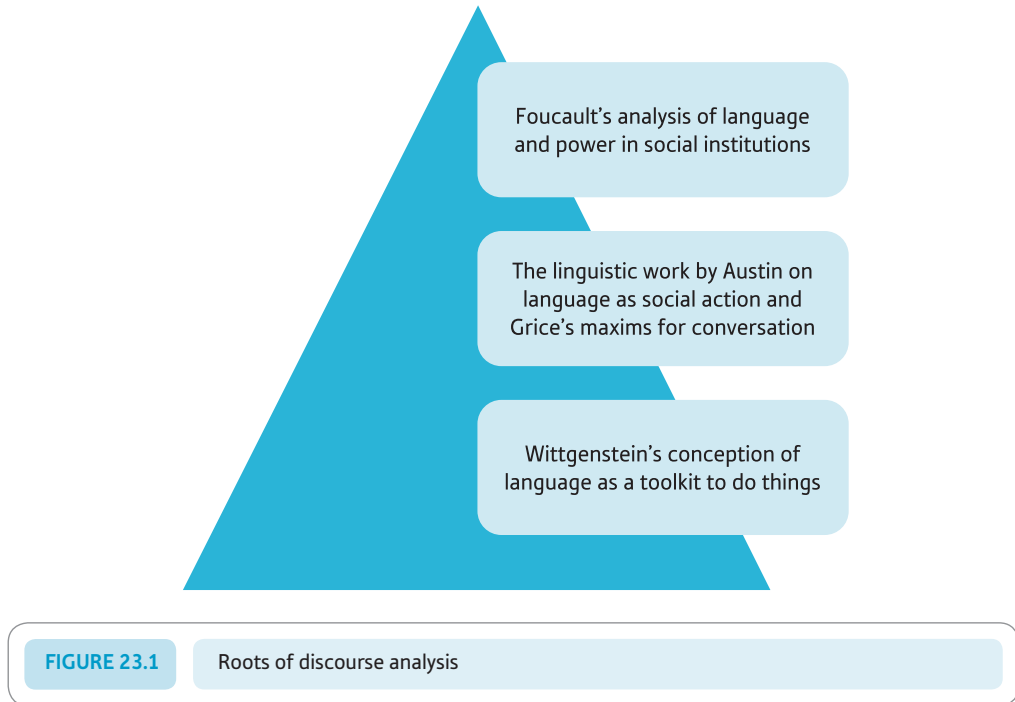 Foucault’s analysis of language
and power in social institutions
The linguistic work by Austin on
language as social action and
Grice’s maxims for conversation
Wittgenstein’s conception of
language as a toolkit to do things
FIGURE 23.1
Roots of discourse analysis